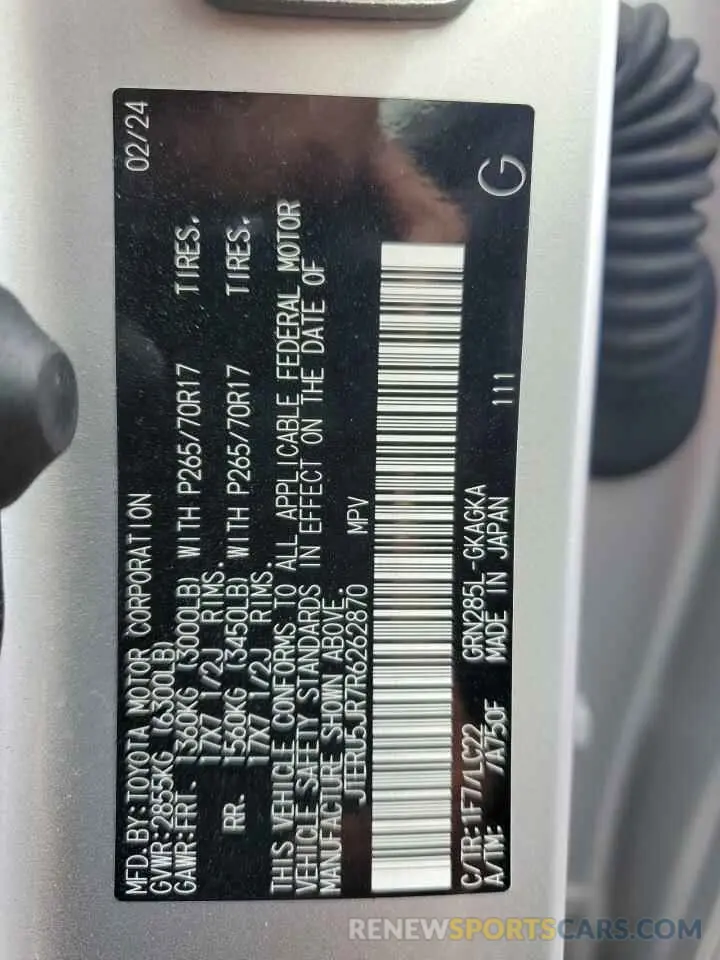 MFD. BY: TOYOTA MOTOR CORPORATION 02/24
GVWR: 2855KG (6300LB)
GAWR: FRT. 1360KG (3000LB) WITH P265/70R17 TIRES.
17X7 1/2J RIMS.
RR. 1560KG (3450LB) WITH P265/70R17 TIRES.
17X7 1/2J RIMS.
THIS VEHICLE CONFORMS TO ALL APPLICABLE FEDERAL MOTOR
VEHICLE SAFETY STANDARDS IN EFFECT ON THE DATE OF
MANUFACTURE SHOWN ABOVE.
JTERU5JR7R6262870 MPV
C/TR: 1F7/LC22 GRN285L-GKAGKA 111 G
A/TM: /A750F MADE IN JAPAN
RENEWSPORTSCARS.COM